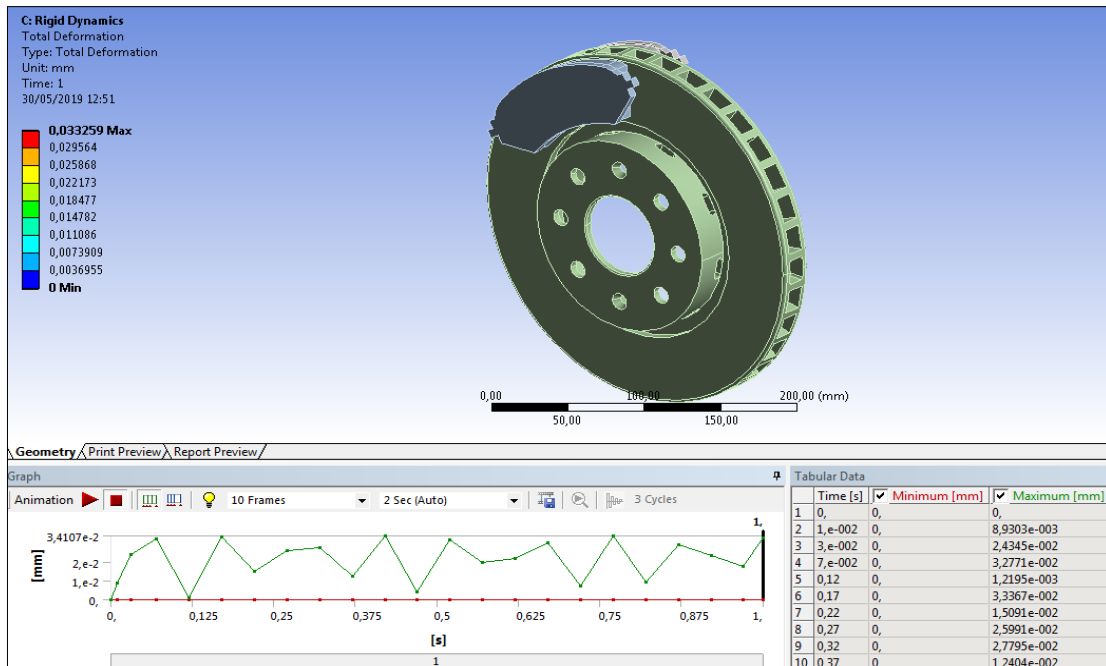 C: Rigid Dynamics
Total Deformation
Type: Total Deformation
Unit: mm
Time: 1
30/05/2019 12:51
0,033259 Max
0,029564
0,025868
0,022173
0,018477
0,014782
0,011086
0,0073909
0,0036955
0 Min
0,00 100,00 200,00 (mm)
50,00 150,00
Geometry Print Preview Report Preview
Graph
Animation 10 Frames 2 Sec (Auto) 3 Cycles
1,
3,4107e-2
2,e-2
1,e-2
0,
[mm]
0, 0,125 0,25 0,375 0,5 0,625 0,75 0,875 1,
[s]
1
Tabular Data
Time [s] Minimum [mm] Maximum [mm]
1 0, 0, 0,
2 1,e-002 0, 8,9303e-003
3 3,e-002 0, 2,4345e-002
4 7,e-002 0, 3,2771e-002
5 0,12 0, 1,2195e-003
6 0,17 0, 3,3367e-002
7 0,22 0, 1,5091e-002
8 0,27 0, 2,5991e-002
9 0,32 0, 2,7795e-002
10 0,37 0, 1,2404e-002